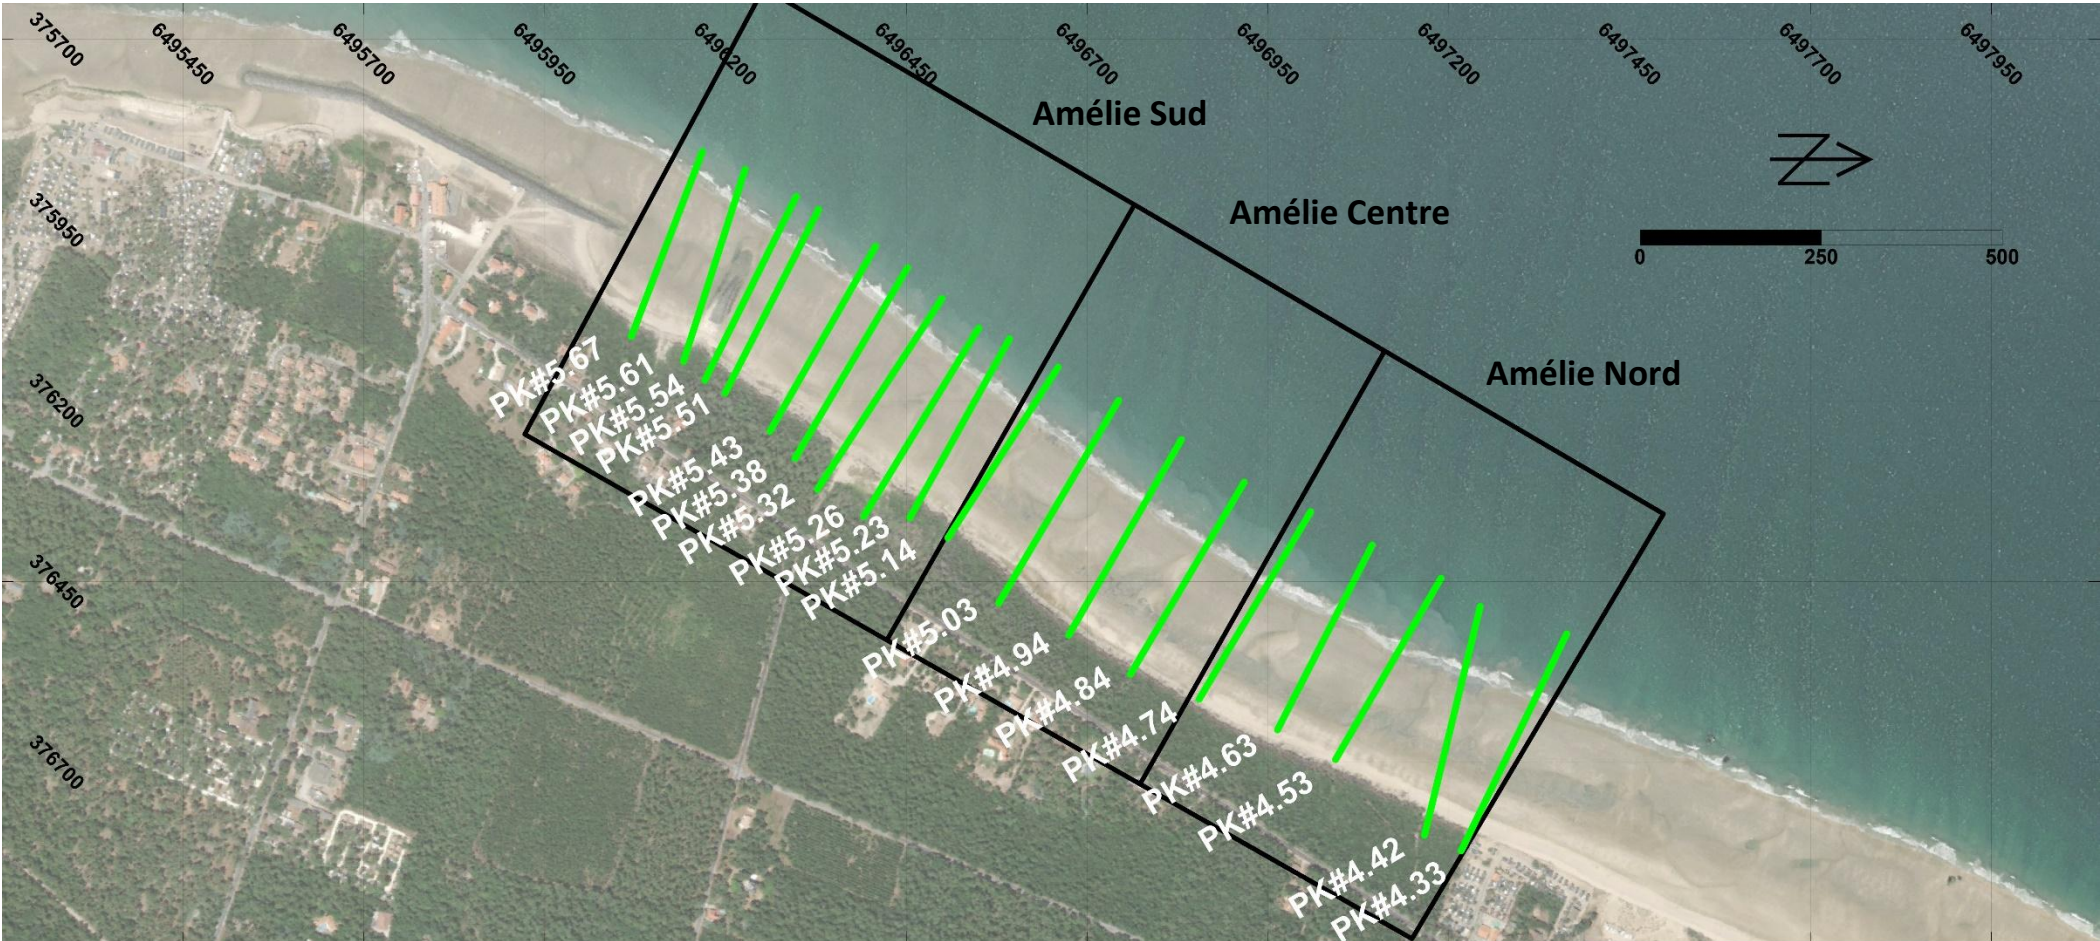 375700
6495450
6495700
6495950
6496200
6496450
6496700
6496950
6497200
6497450
6497700
6497950
Amélie Sud
Amélie Centre
Amélie Nord
N
0 250 500
375950
376200
376450
376700
PK#5.67
PK#5.61
PK#5.54
PK#5.51
PK#5.43
PK#5.38
PK#5.32
PK#5.26
PK#5.23
PK#5.14
PK#5.03
PK#4.94
PK#4.84
PK#4.74
PK#4.63
PK#4.53
PK#4.42
PK#4.33